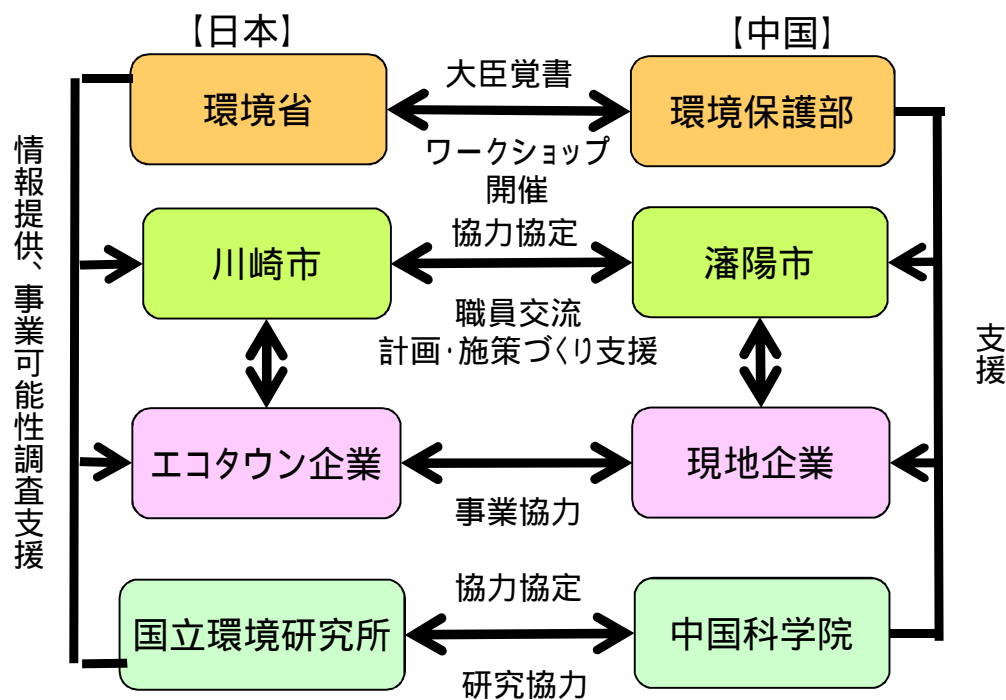 【日本】
【中国】
環境省
大臣覚書
環境保護部
ワークショップ
開催
川崎市
協力協定
瀋陽市
職員交流
計画・施策づくり支援
エコタウン企業
現地企業
事業協力
国立環境研究所
協力協定
中国科学院
研究協力
情報提供、事業可能性調査支援
支援